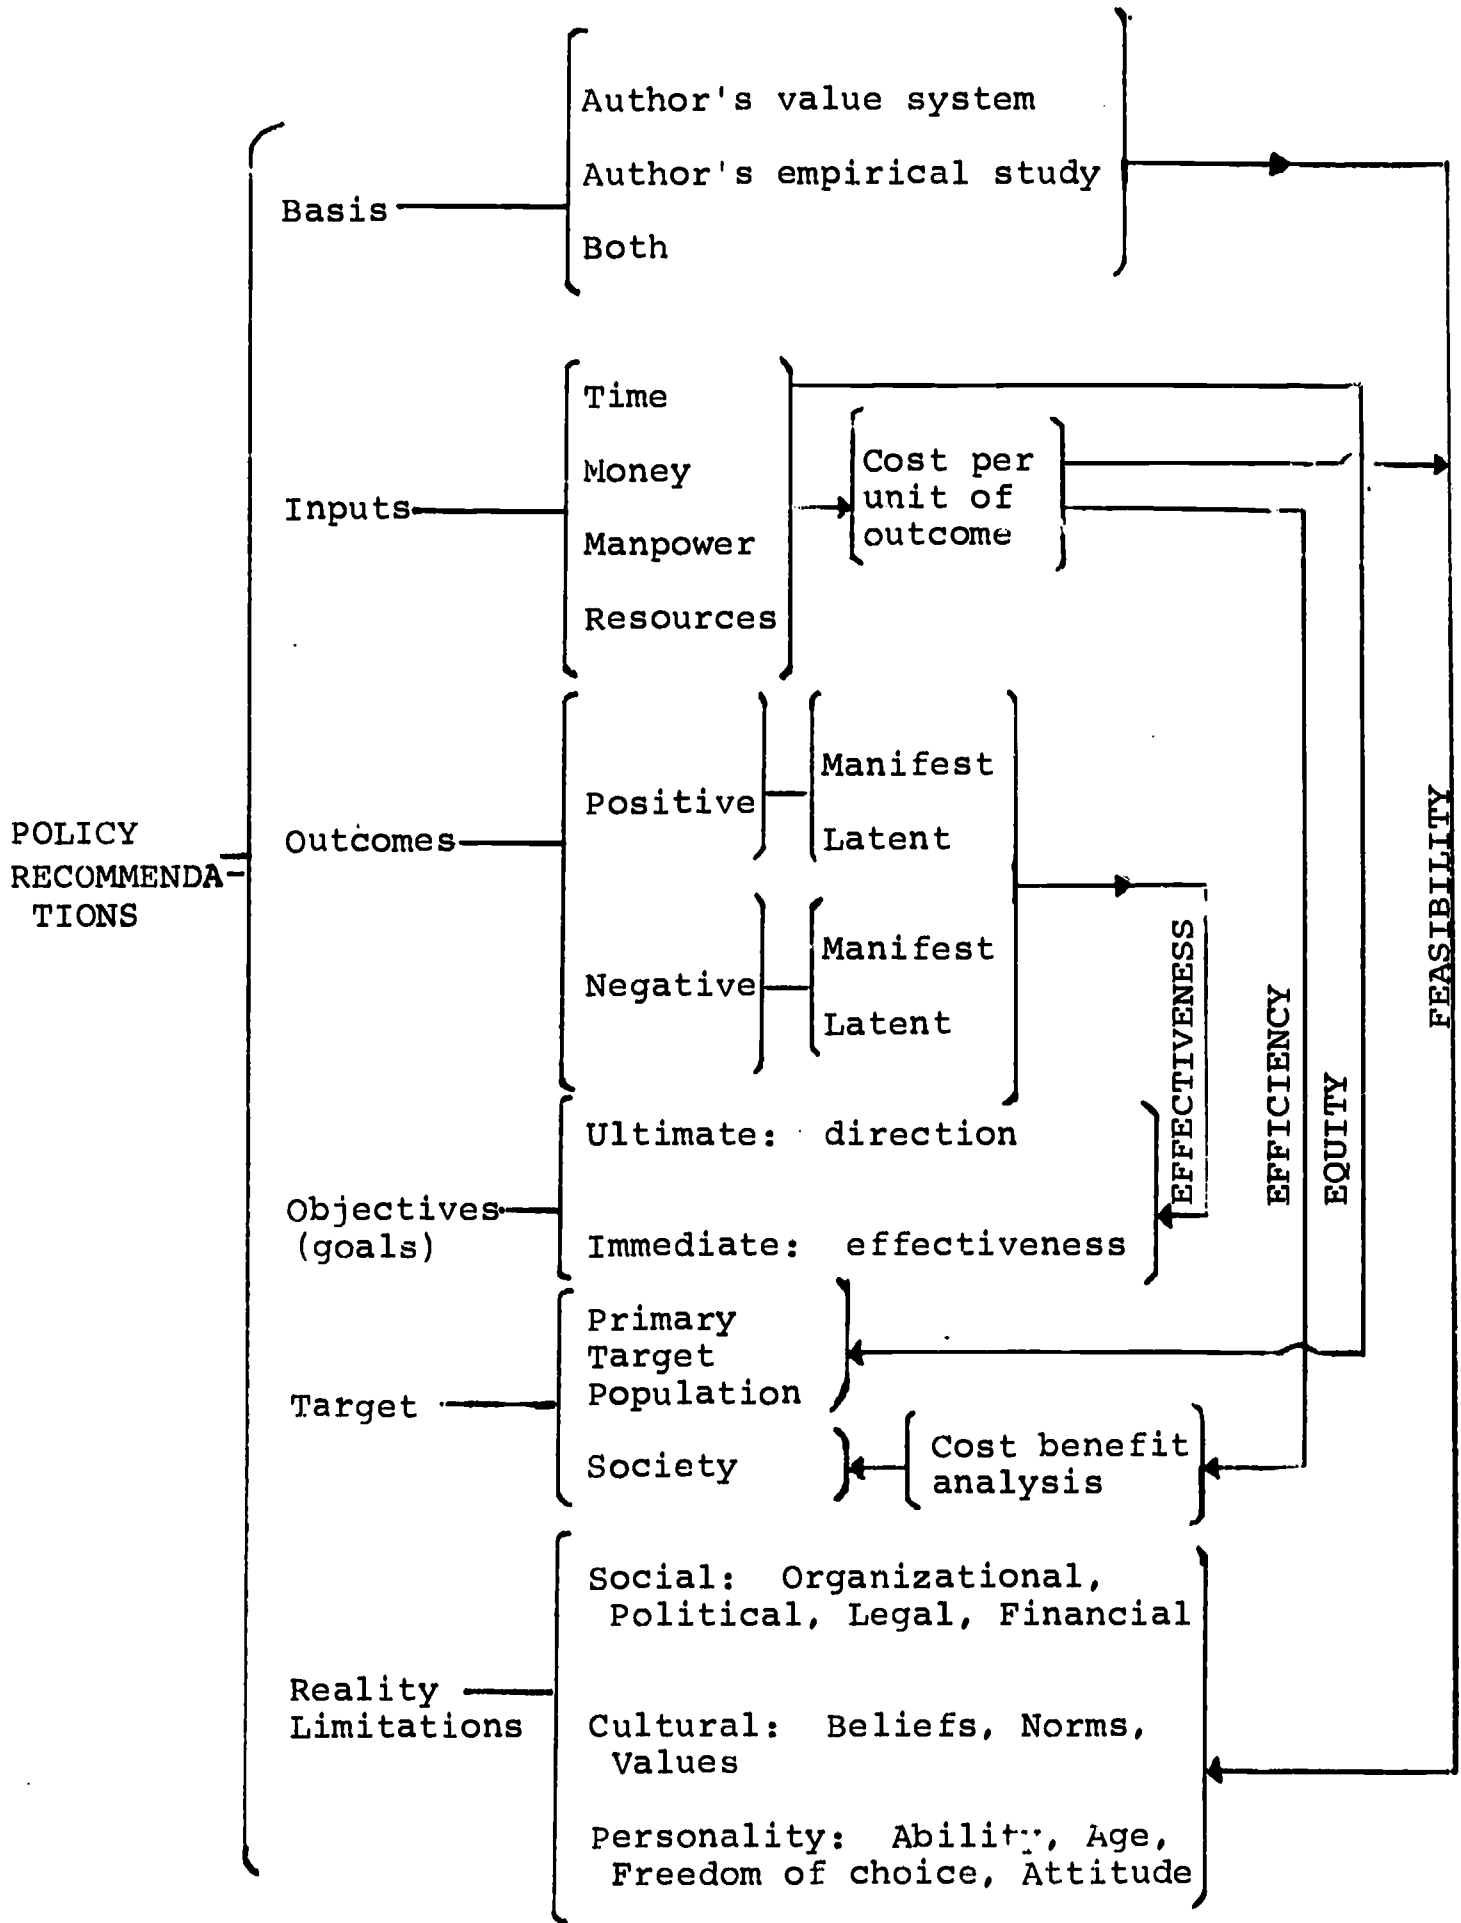 Author's value system
Author's empirical study
Basis
Both
Time
Money
Cost per
unit of
outcome
Inputs
Manpower
Resources
Manifest
Positive
Latent
POLICY
RECOMMENDA-
TIONS
Outcomes
Manifest
Negative
Latent
EFFECTIVENESS
EFFICIENCY
EQUITY
FEASIBILITY
Ultimate: direction
Objectives
(goals)
Immediate: effectiveness
Primary
Target
Population
Target
Society
Cost benefit
analysis
Social: Organizational,
Political, Legal, Financial
Reality
Limitations
Cultural: Beliefs, Norms,
Values
Personality: Ability, Age,
Freedom of choice, Attitude